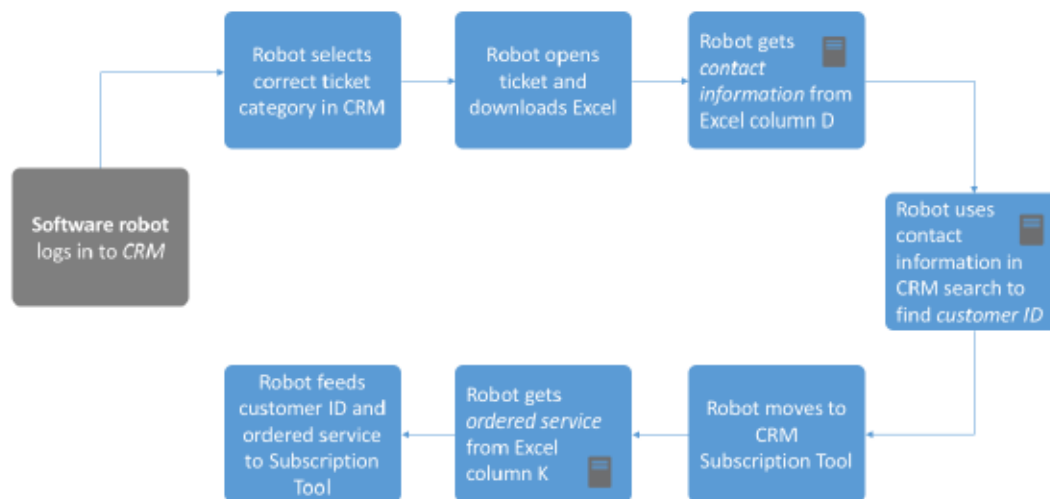 Robot selects
correct ticket
category in CRM
Robot opens
ticket and
downloads Excel
Robot gets
contact
information from
Excel column D
Software robot
logs in to CRM
Robot uses
contact
information in
CRM search to
find customer ID
Robot feeds
customer ID and
ordered service
to Subscription
Tool
Robot gets
ordered service
from Excel
column K
Robot moves to
CRM
Subscription Tool